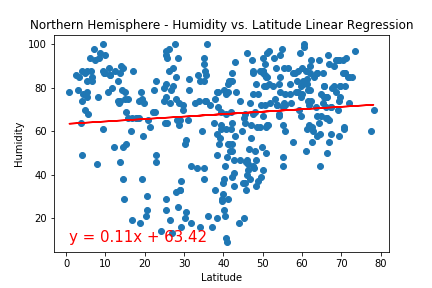 Northern Hemisphere - Humidity vs. Latitude Linear Regression
100
80
60
40
20
Humidity
y = 0.11x + 63.42
0 10 20 30 40 50 60 70 80
Latitude